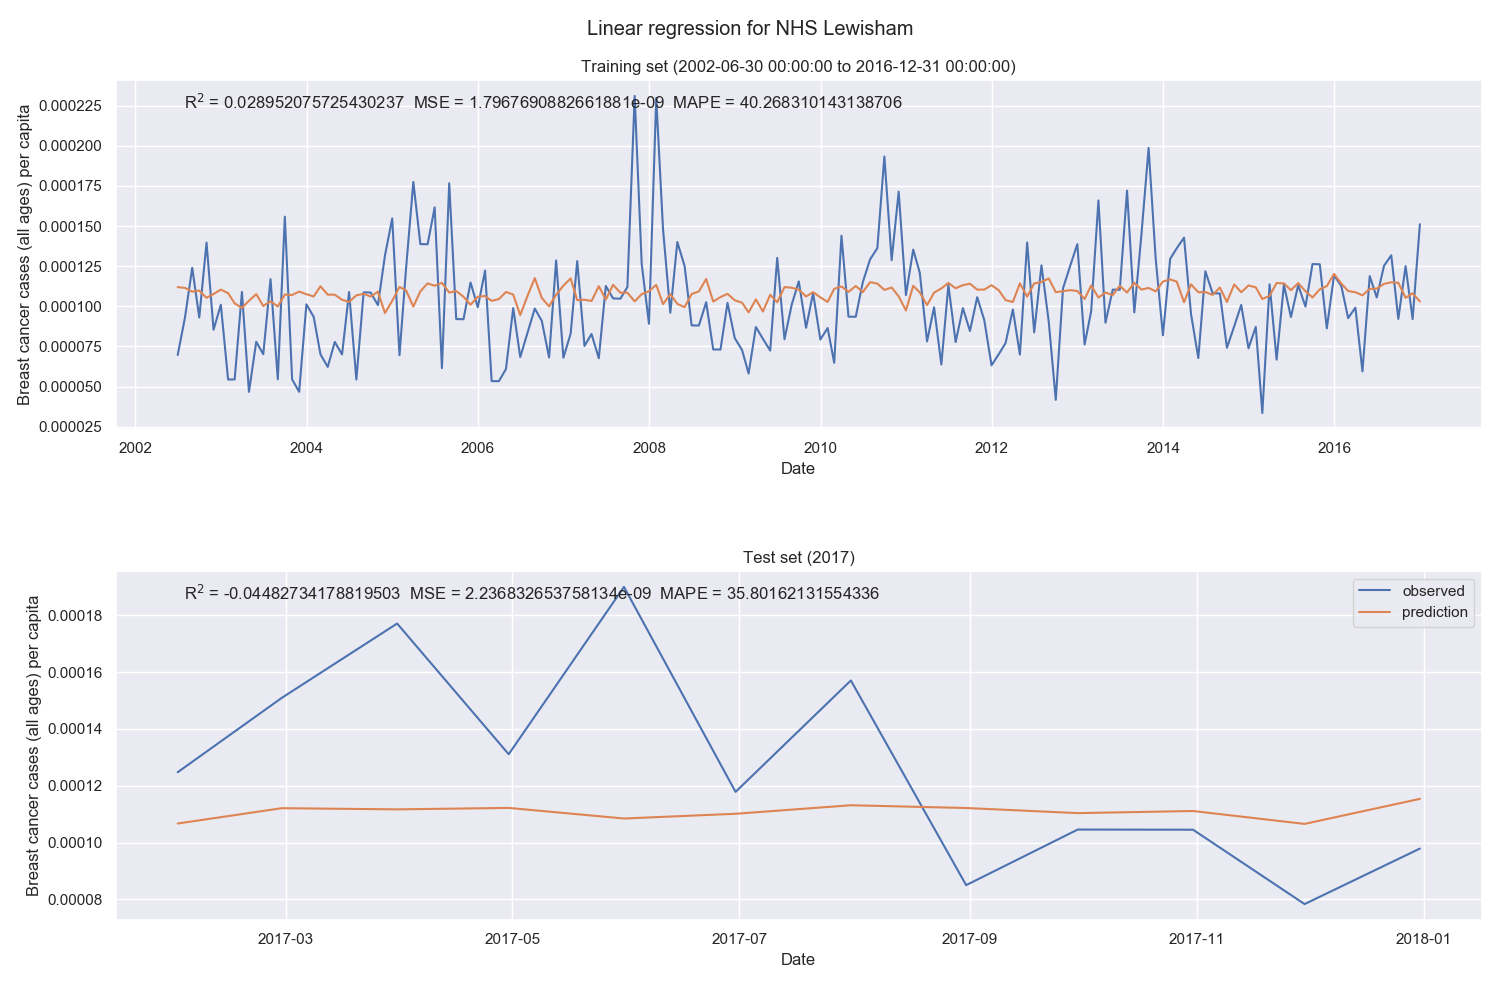 Linear regression for NHS Lewisham
Training set (2002-06-30 00:00:00 to 2016-12-31 00:00:00)
R² = 0.028952075725430237 MSE = 1.7967690882661881e-09 MAPE = 40.268310143138706
Breast cancer cases (all ages) per capita
0.000225
0.000200
0.000175
0.000150
0.000125
0.000100
0.000075
0.000050
0.000025
2002 2004 2006 2008 2010 2012 2014 2016
Date
Test set (2017)
R² = -0.04482734178819503 MSE = 2.2368326537581​34e-09 MAPE = 35.80162131554336
observed
prediction
Breast cancer cases (all ages) per capita
0.00018
0.00016
0.00014
0.00012
0.00010
0.00008
2017-03 2017-05 2017-07 2017-09 2017-11 2018-01
Date